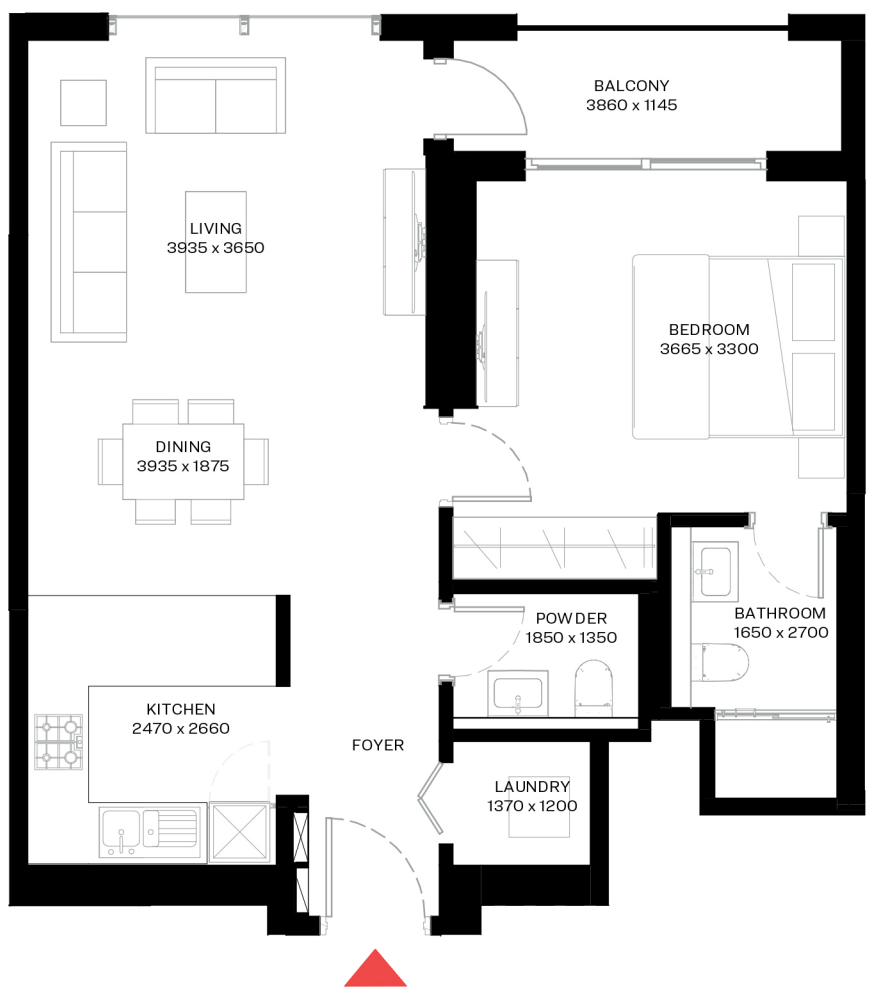 BALCONY
3860 x 1145
LIVING
3935 x 3650
BEDROOM
3665 x 3300
DINING
3935 x 1875
POWDER
1850 x 1350
BATHROOM
1650 x 2700
KITCHEN
2470 x 2660
FOYER
LAUNDRY
1370 x 1200